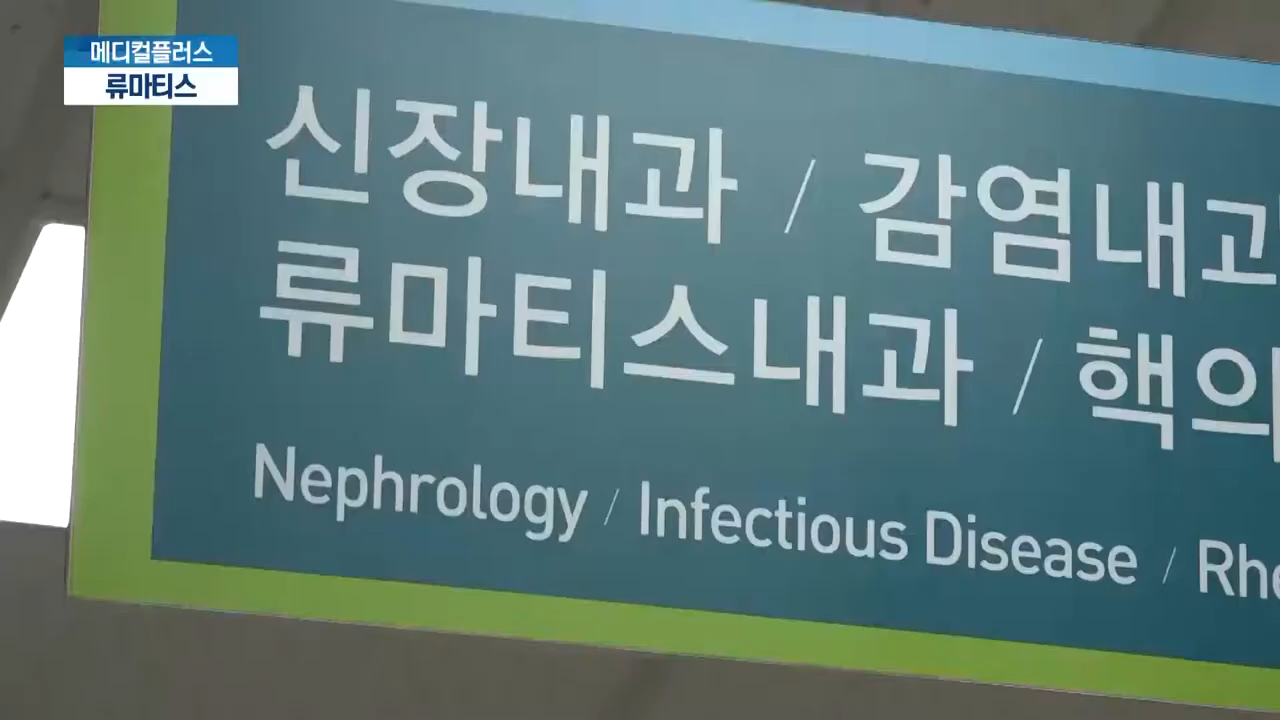 메디컬플러스
류마티스
신장내과 / 감염내과
류마티스내과 / 핵의
Nephrology / Infectious Disease / Rhe